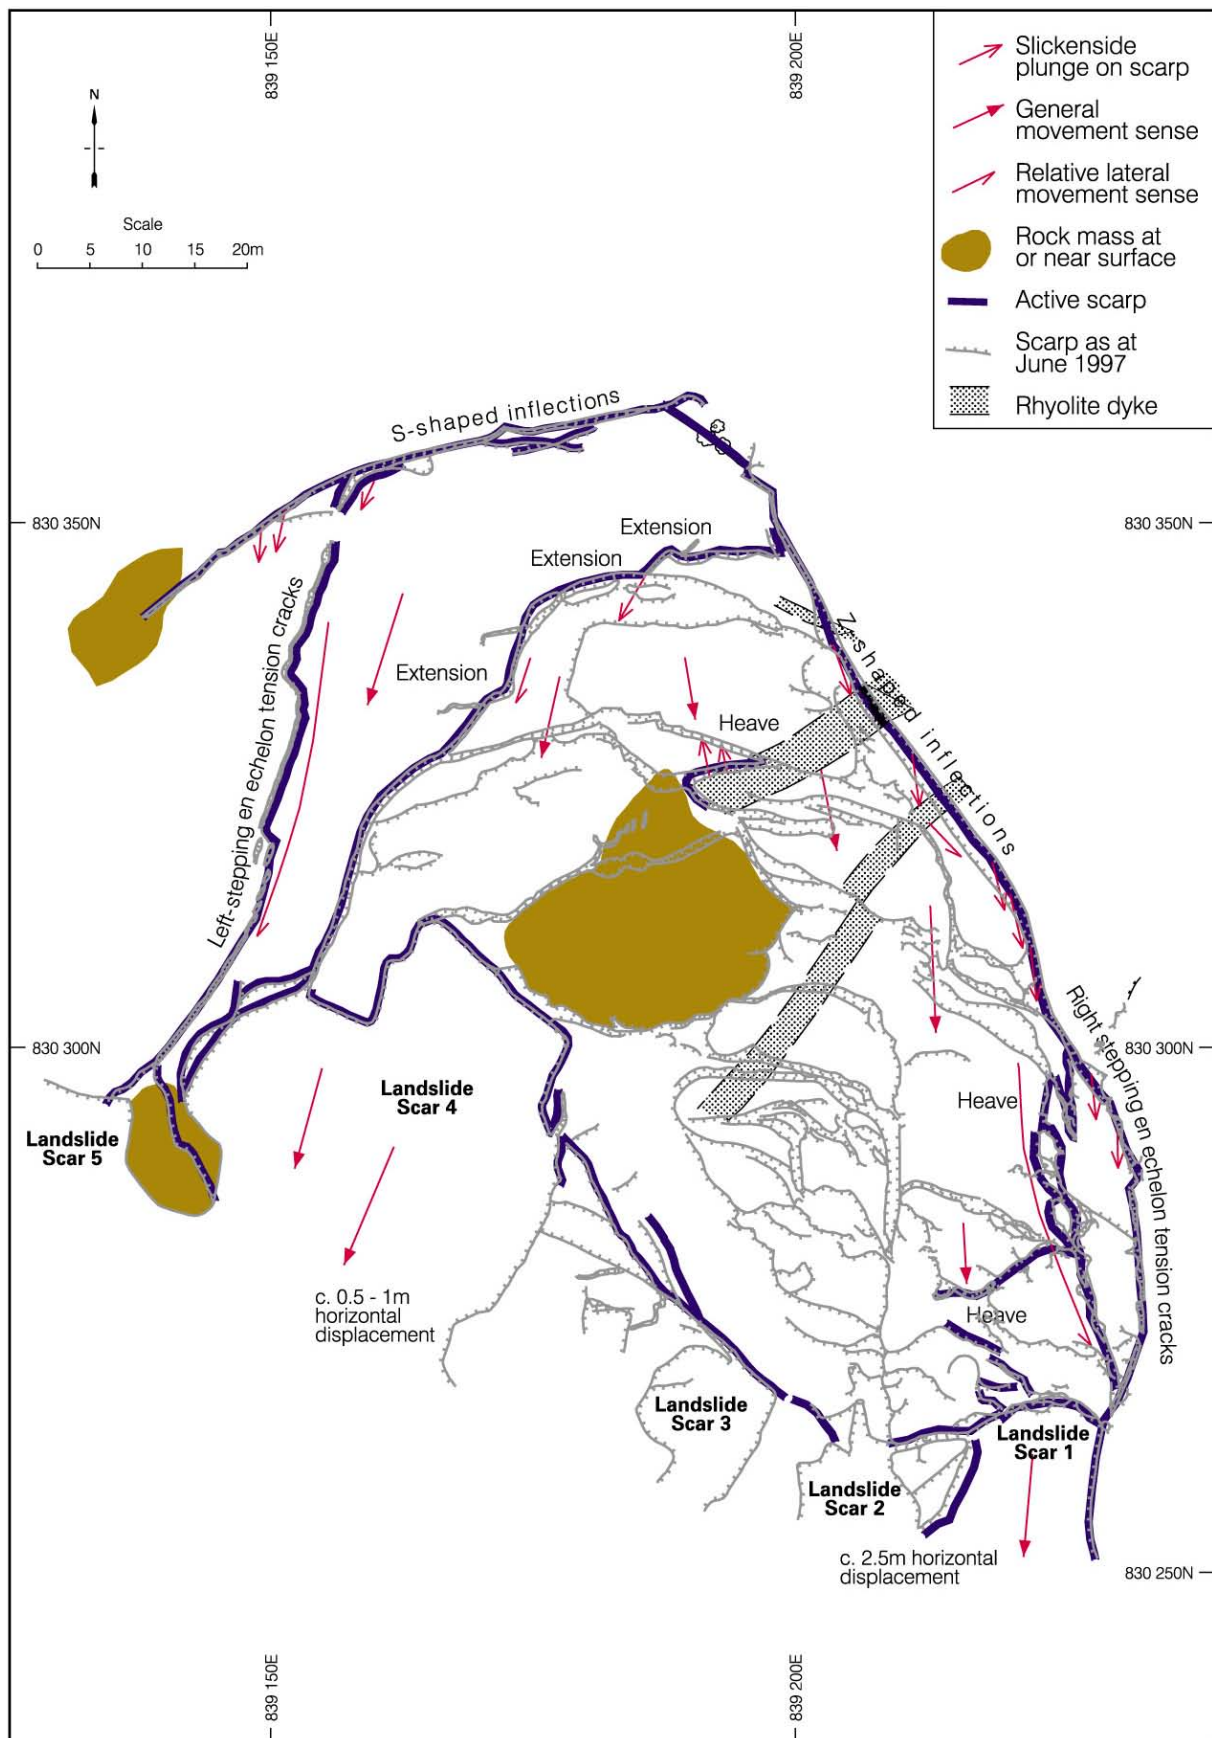 839 150E
839 200E
Slickenside
plunge on scarp
General
movement sense
Relative lateral
movement sense
Rock mass at
or near surface
Active scarp
Scarp as at
June 1997
Rhyolite dyke
N
Scale
0 5 10 15 20m
S-shaped inflections
830 350N
830 350N
Extension
Extension
Extension
Z-shaped inflections
Left-stepping en echelon tension cracks
Heave
Right stepping en echelon tension cracks
830 300N
830 300N
Landslide
Scar 4
Heave
Landslide
Scar 5
c. 0.5 - 1m
horizontal
displacement
Heave
Landslide
Scar 3
Landslide
Scar 1
Landslide
Scar 2
c. 2.5m horizontal
displacement
830 250N
839 150E
839 200E